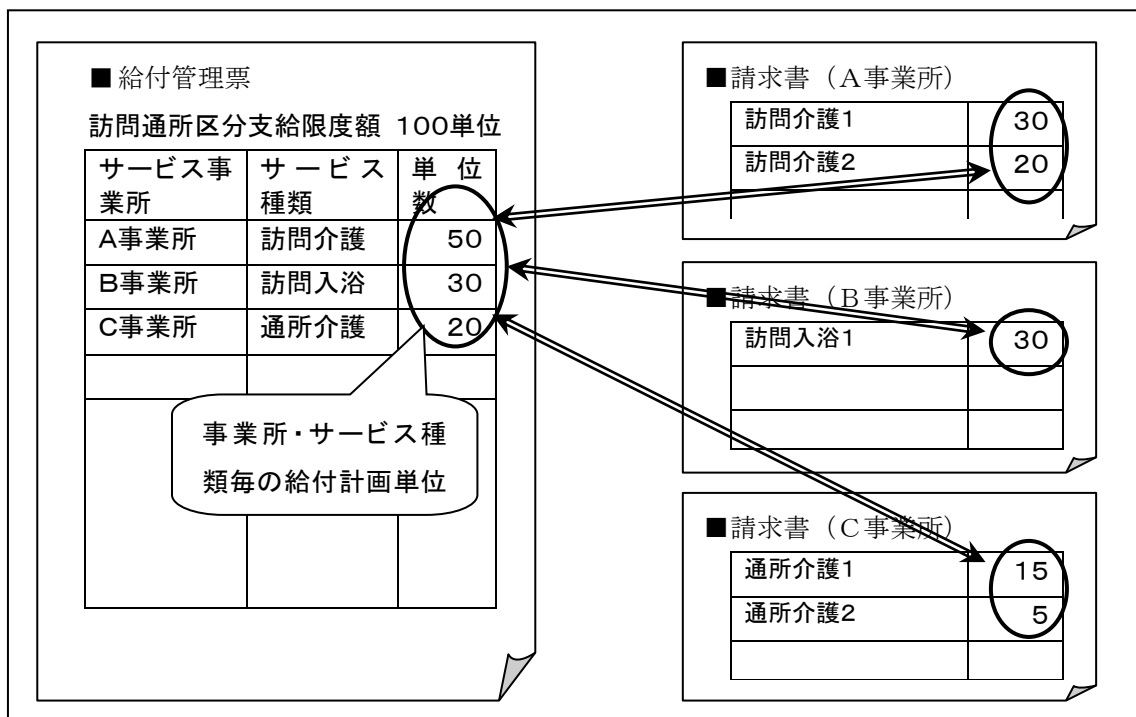 ■給付管理票
訪問通所区分支給限度額 100単位
サービス事業所 サービス種類 単位数
A事業所 訪問介護 50
B事業所 訪問入浴 30
C事業所 通所介護 20
事業所・サービス種
類毎の給付計画単位
■請求書（A事業所）
訪問介護1 30
訪問介護2 20
■請求書（B事業所）
訪問入浴1 30
■請求書（C事業所）
通所介護1 15
通所介護2 5